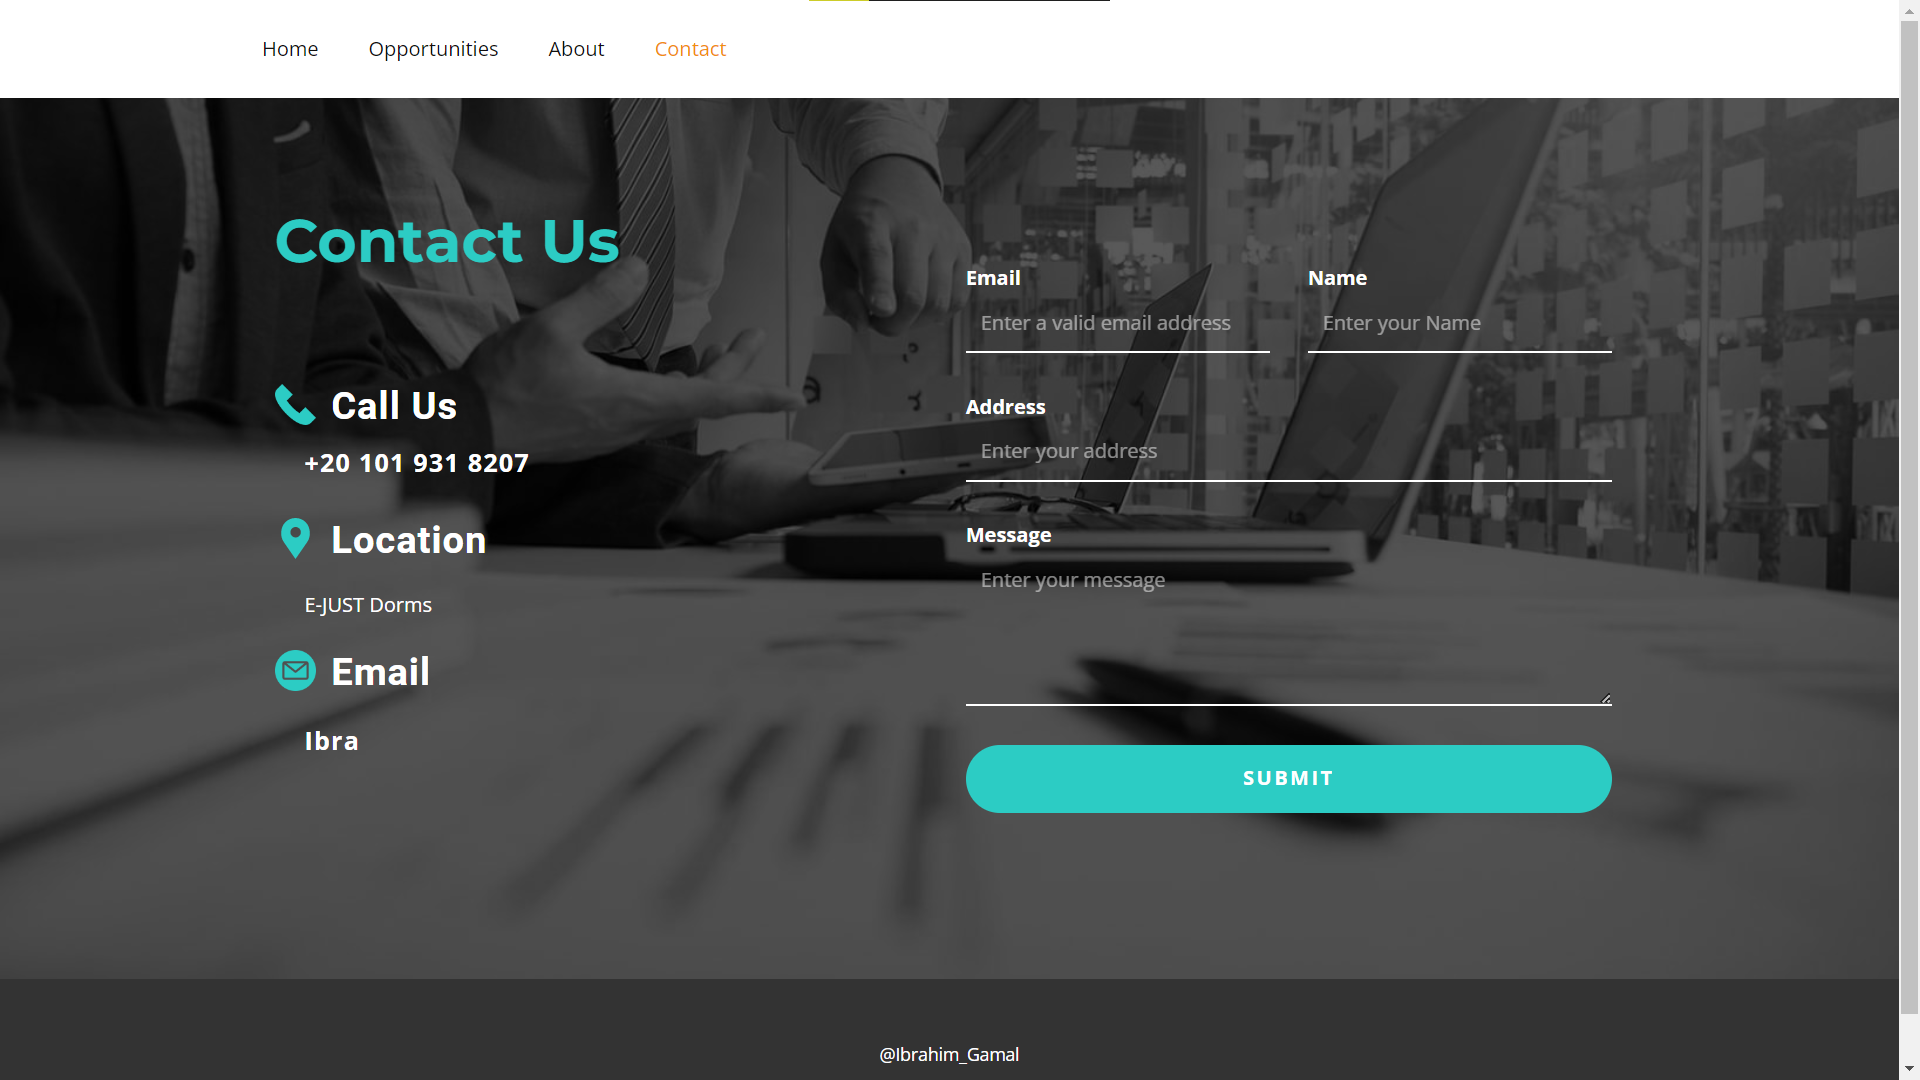 Home Opportunities About Contact
Contact Us
Call Us
+20 101 931 8207
Location
E-JUST Dorms
Email
Ibra
Email Name
Enter a valid email address Enter your Name
Address
Enter your address
Message
Enter your message
SUBMIT
@Ibrahim_Gamal